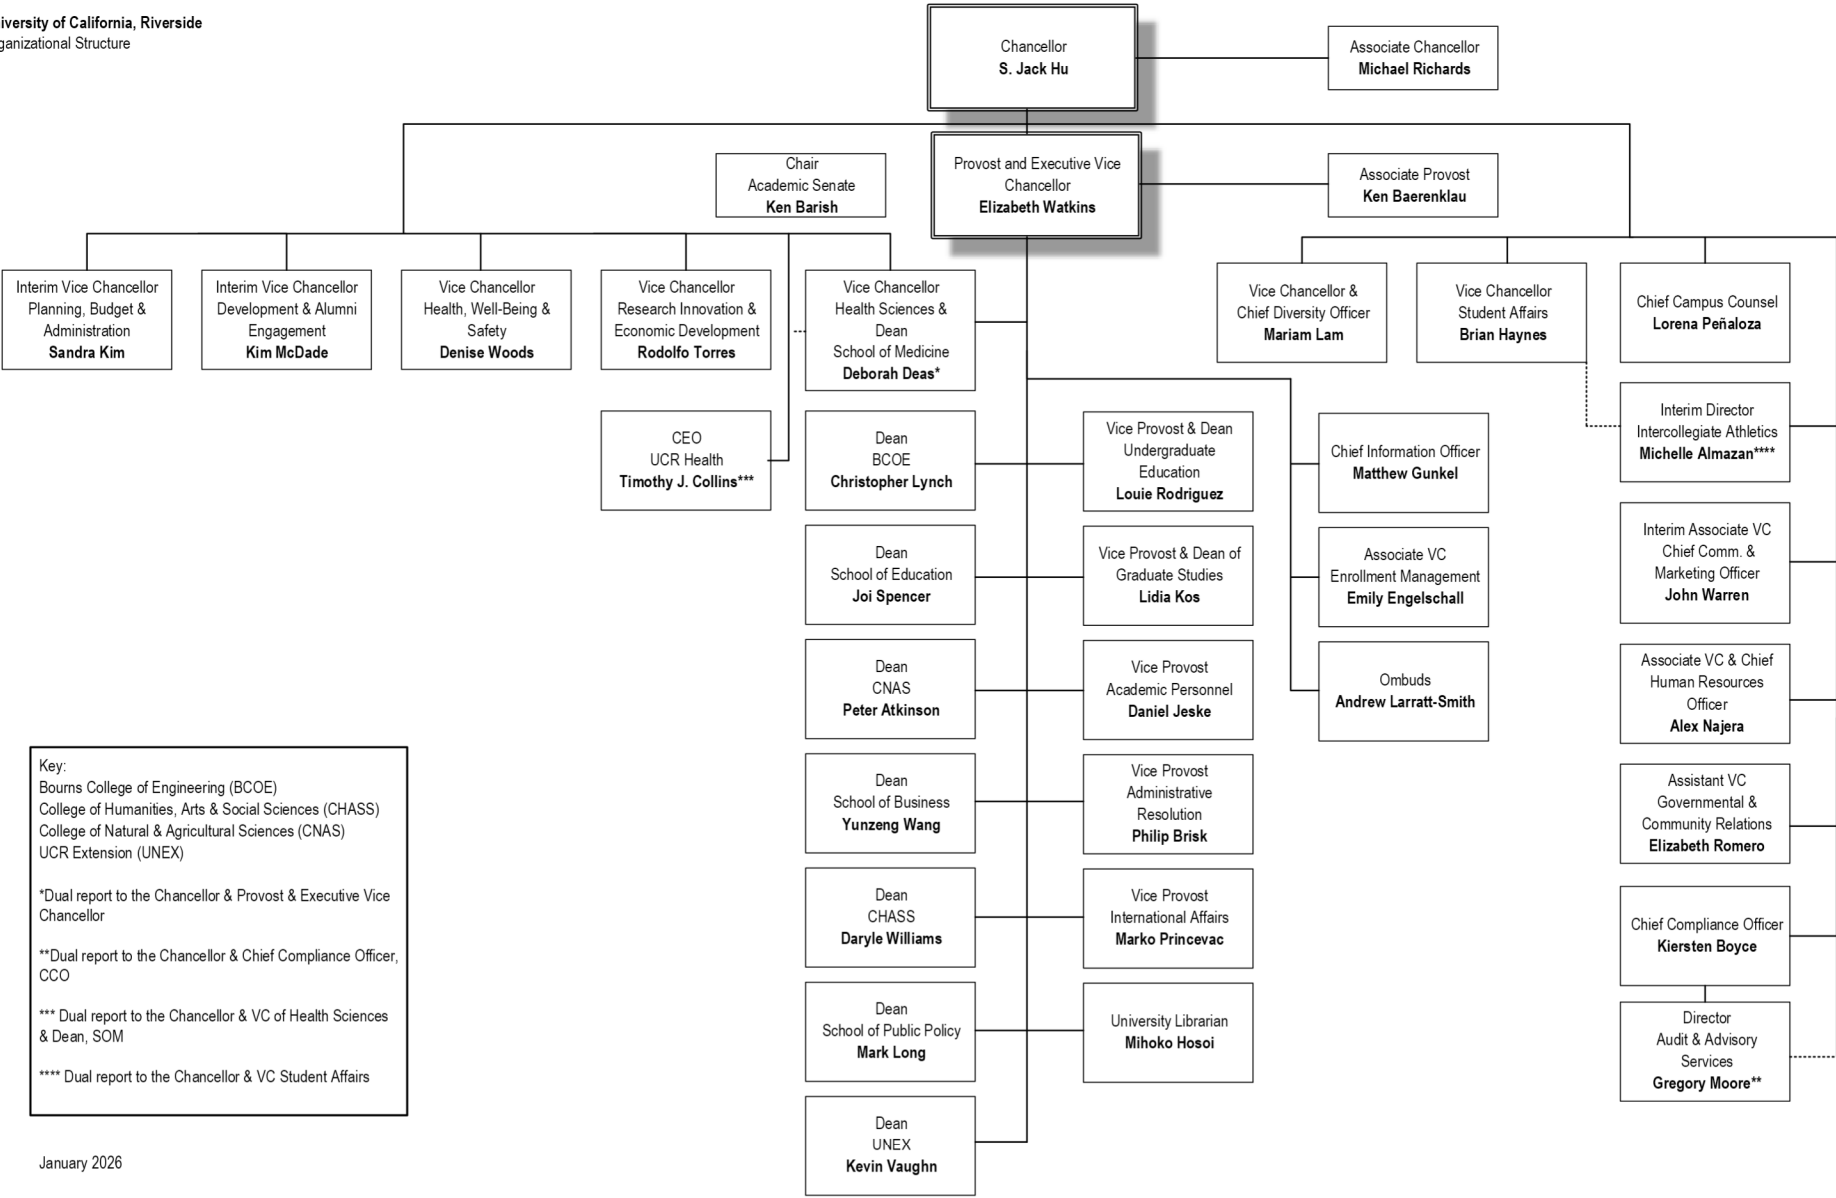 iversity of California, Riverside
ganizational Structure
Chancellor
S. Jack Hu
Associate Chancellor
Michael Richards
Chair
Academic Senate
Ken Barish
Provost and Executive Vice
Chancellor
Elizabeth Watkins
Associate Provost
Ken Baerenklau
Interim Vice Chancellor
Planning, Budget &
Administration
Sandra Kim
Interim Vice Chancellor
Development & Alumni
Engagement
Kim McDade
Vice Chancellor
Health, Well-Being &
Safety
Denise Woods
Vice Chancellor
Research Innovation &
Economic Development
Rodolfo Torres
Vice Chancellor
Health Sciences &
Dean
School of Medicine
Deborah Deas*
Vice Chancellor &
Chief Diversity Officer
Mariam Lam
Vice Chancellor
Student Affairs
Brian Haynes
Chief Campus Counsel
Lorena Peñaloza
CEO
UCR Health
Timothy J. Collins***
Dean
BCOE
Christopher Lynch
Vice Provost & Dean
Undergraduate
Education
Louie Rodriguez
Chief Information Officer
Matthew Gunkel
Interim Director
Intercollegiate Athletics
Michelle Almazan****
Dean
School of Education
Joi Spencer
Vice Provost & Dean of
Graduate Studies
Lidia Kos
Associate VC
Enrollment Management
Emily Engelschall
Interim Associate VC
Chief Comm. &
Marketing Officer
John Warren
Dean
CNAS
Peter Atkinson
Vice Provost
Academic Personnel
Daniel Jeske
Ombuds
Andrew Larratt-Smith
Associate VC & Chief
Human Resources
Officer
Alex Najera
Dean
School of Business
Yunzeng Wang
Vice Provost
Administrative
Resolution
Philip Brisk
Assistant VC
Governmental &
Community Relations
Elizabeth Romero
Dean
CHASS
Daryle Williams
Vice Provost
International Affairs
Marko Princevac
Chief Compliance Officer
Kiersten Boyce
Dean
School of Public Policy
Mark Long
University Librarian
Mihoko Hosoi
Director
Audit & Advisory
Services
Gregory Moore**
Dean
UNEX
Kevin Vaughn
Key:
Bourns College of Engineering (BCOE)
College of Humanities, Arts & Social Sciences (CHASS)
College of Natural & Agricultural Sciences (CNAS)
UCR Extension (UNEX)
*Dual report to the Chancellor & Provost & Executive Vice
Chancellor
**Dual report to the Chancellor & Chief Compliance Officer,
CCO
*** Dual report to the Chancellor & VC of Health Sciences
& Dean, SOM
**** Dual report to the Chancellor & VC Student Affairs
January 2026